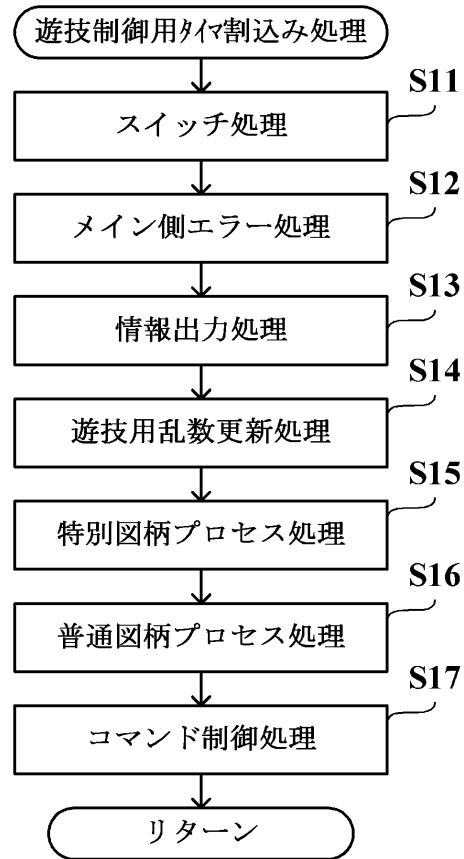 遊技制御用ﾀｲﾏ割込み処理
S11
スイッチ処理
S12
メイン側エラー処理
S13
情報出力処理
S14
遊技用乱数更新処理
S15
特別図柄プロセス処理
S16
普通図柄プロセス処理
S17
コマンド制御処理
リターン